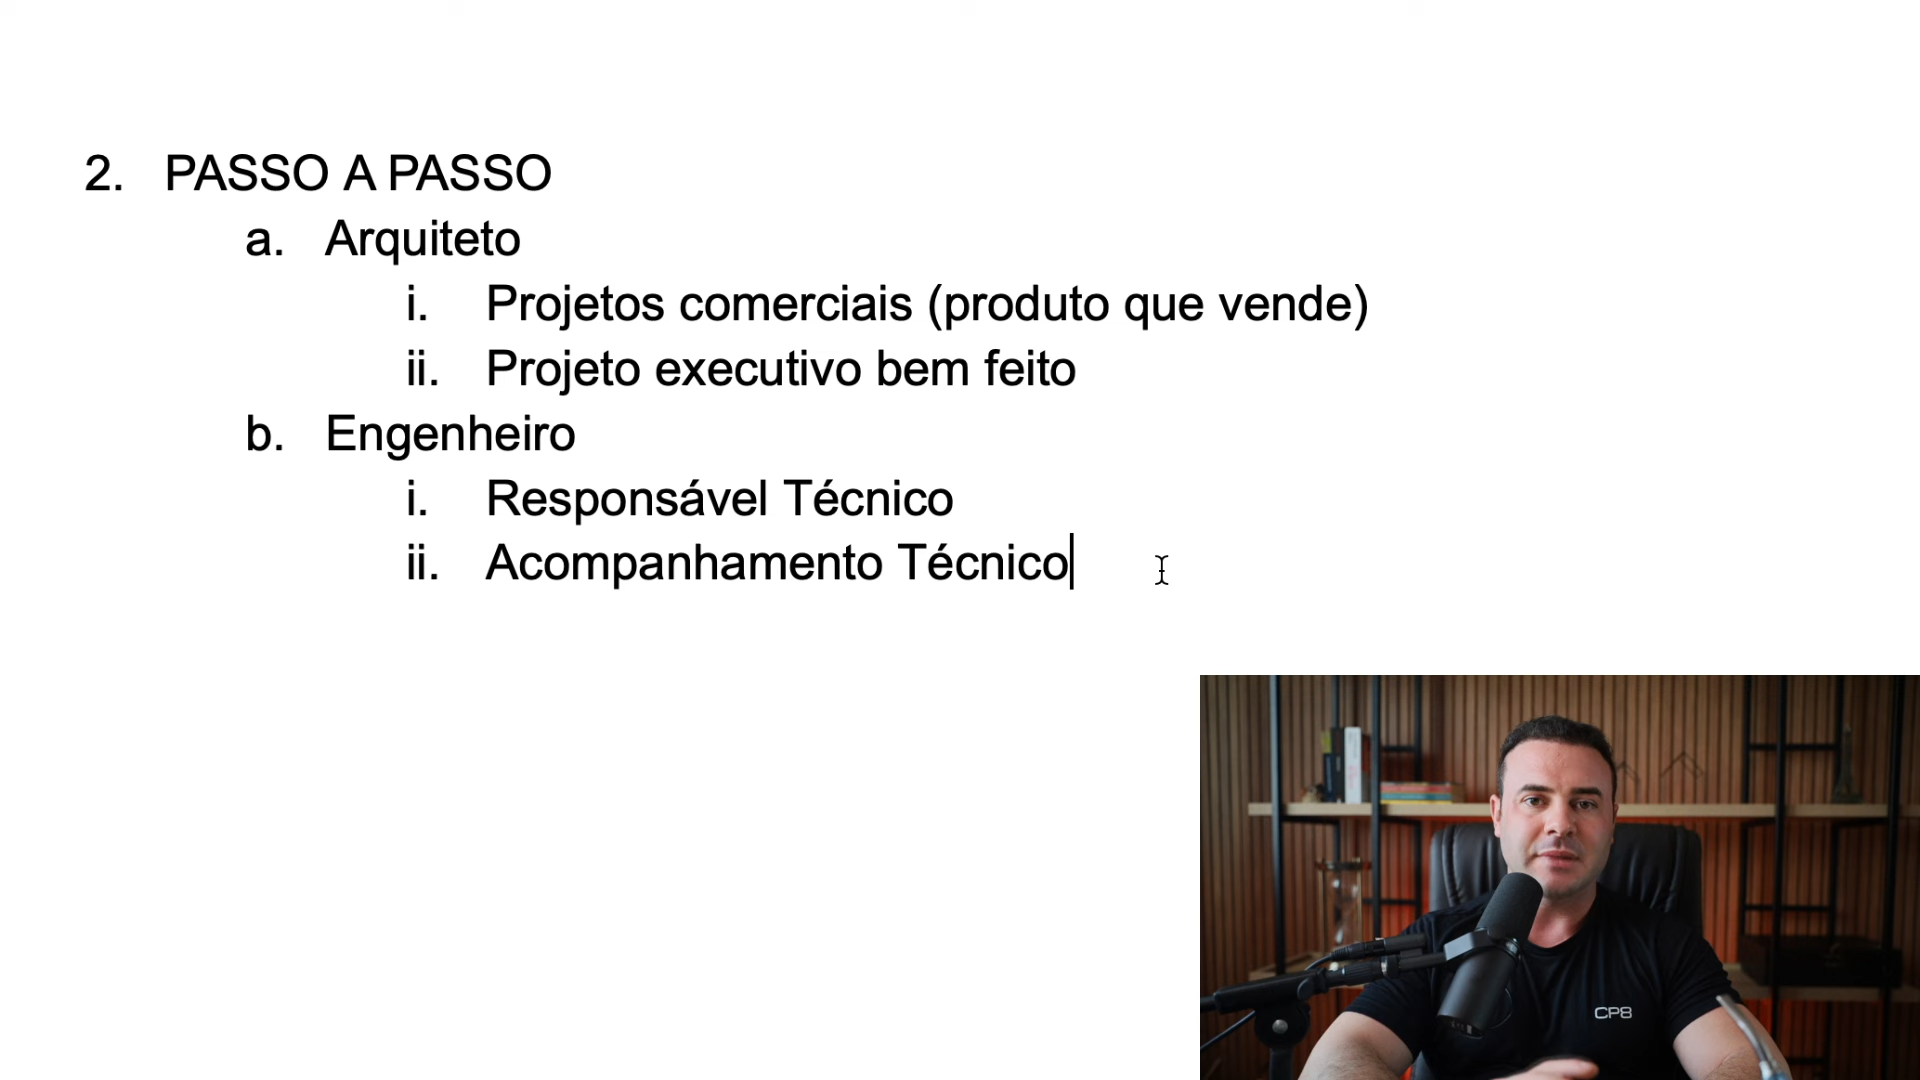 2. PASSO A PASSO
a. Arquiteto
i. Projetos comerciais (produto que vende)
ii. Projeto executivo bem feito
b. Engenheiro
i. Responsável Técnico
ii. Acompanhamento Técnico
CP8